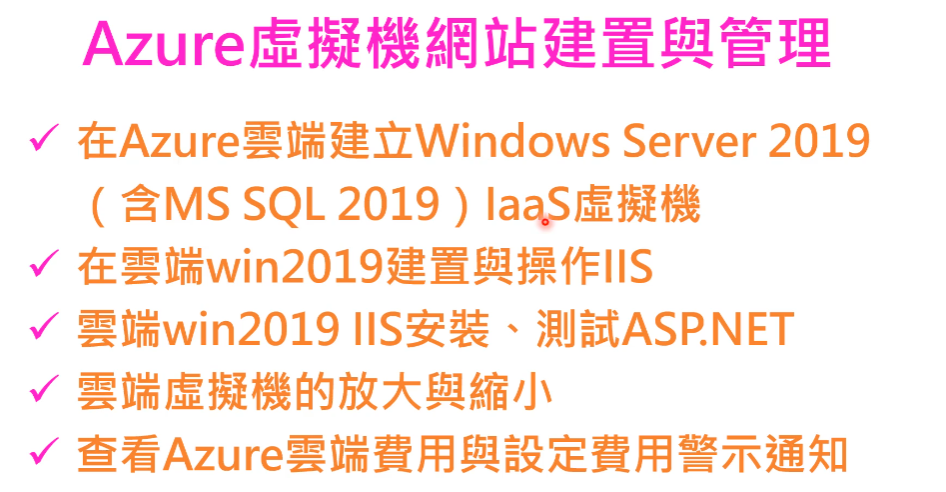 Azure虛擬機網站建置與管理
✓ 在Azure雲端建立Windows Server 2019
（含MS SQL 2019）IaaS虛擬機
✓ 在雲端win2019建置與操作IIS
✓ 雲端win2019 IIS安裝、測試ASP.NET
✓ 雲端虛擬機的放大與縮小
✓ 查看Azure雲端費用與設定費用警示通知